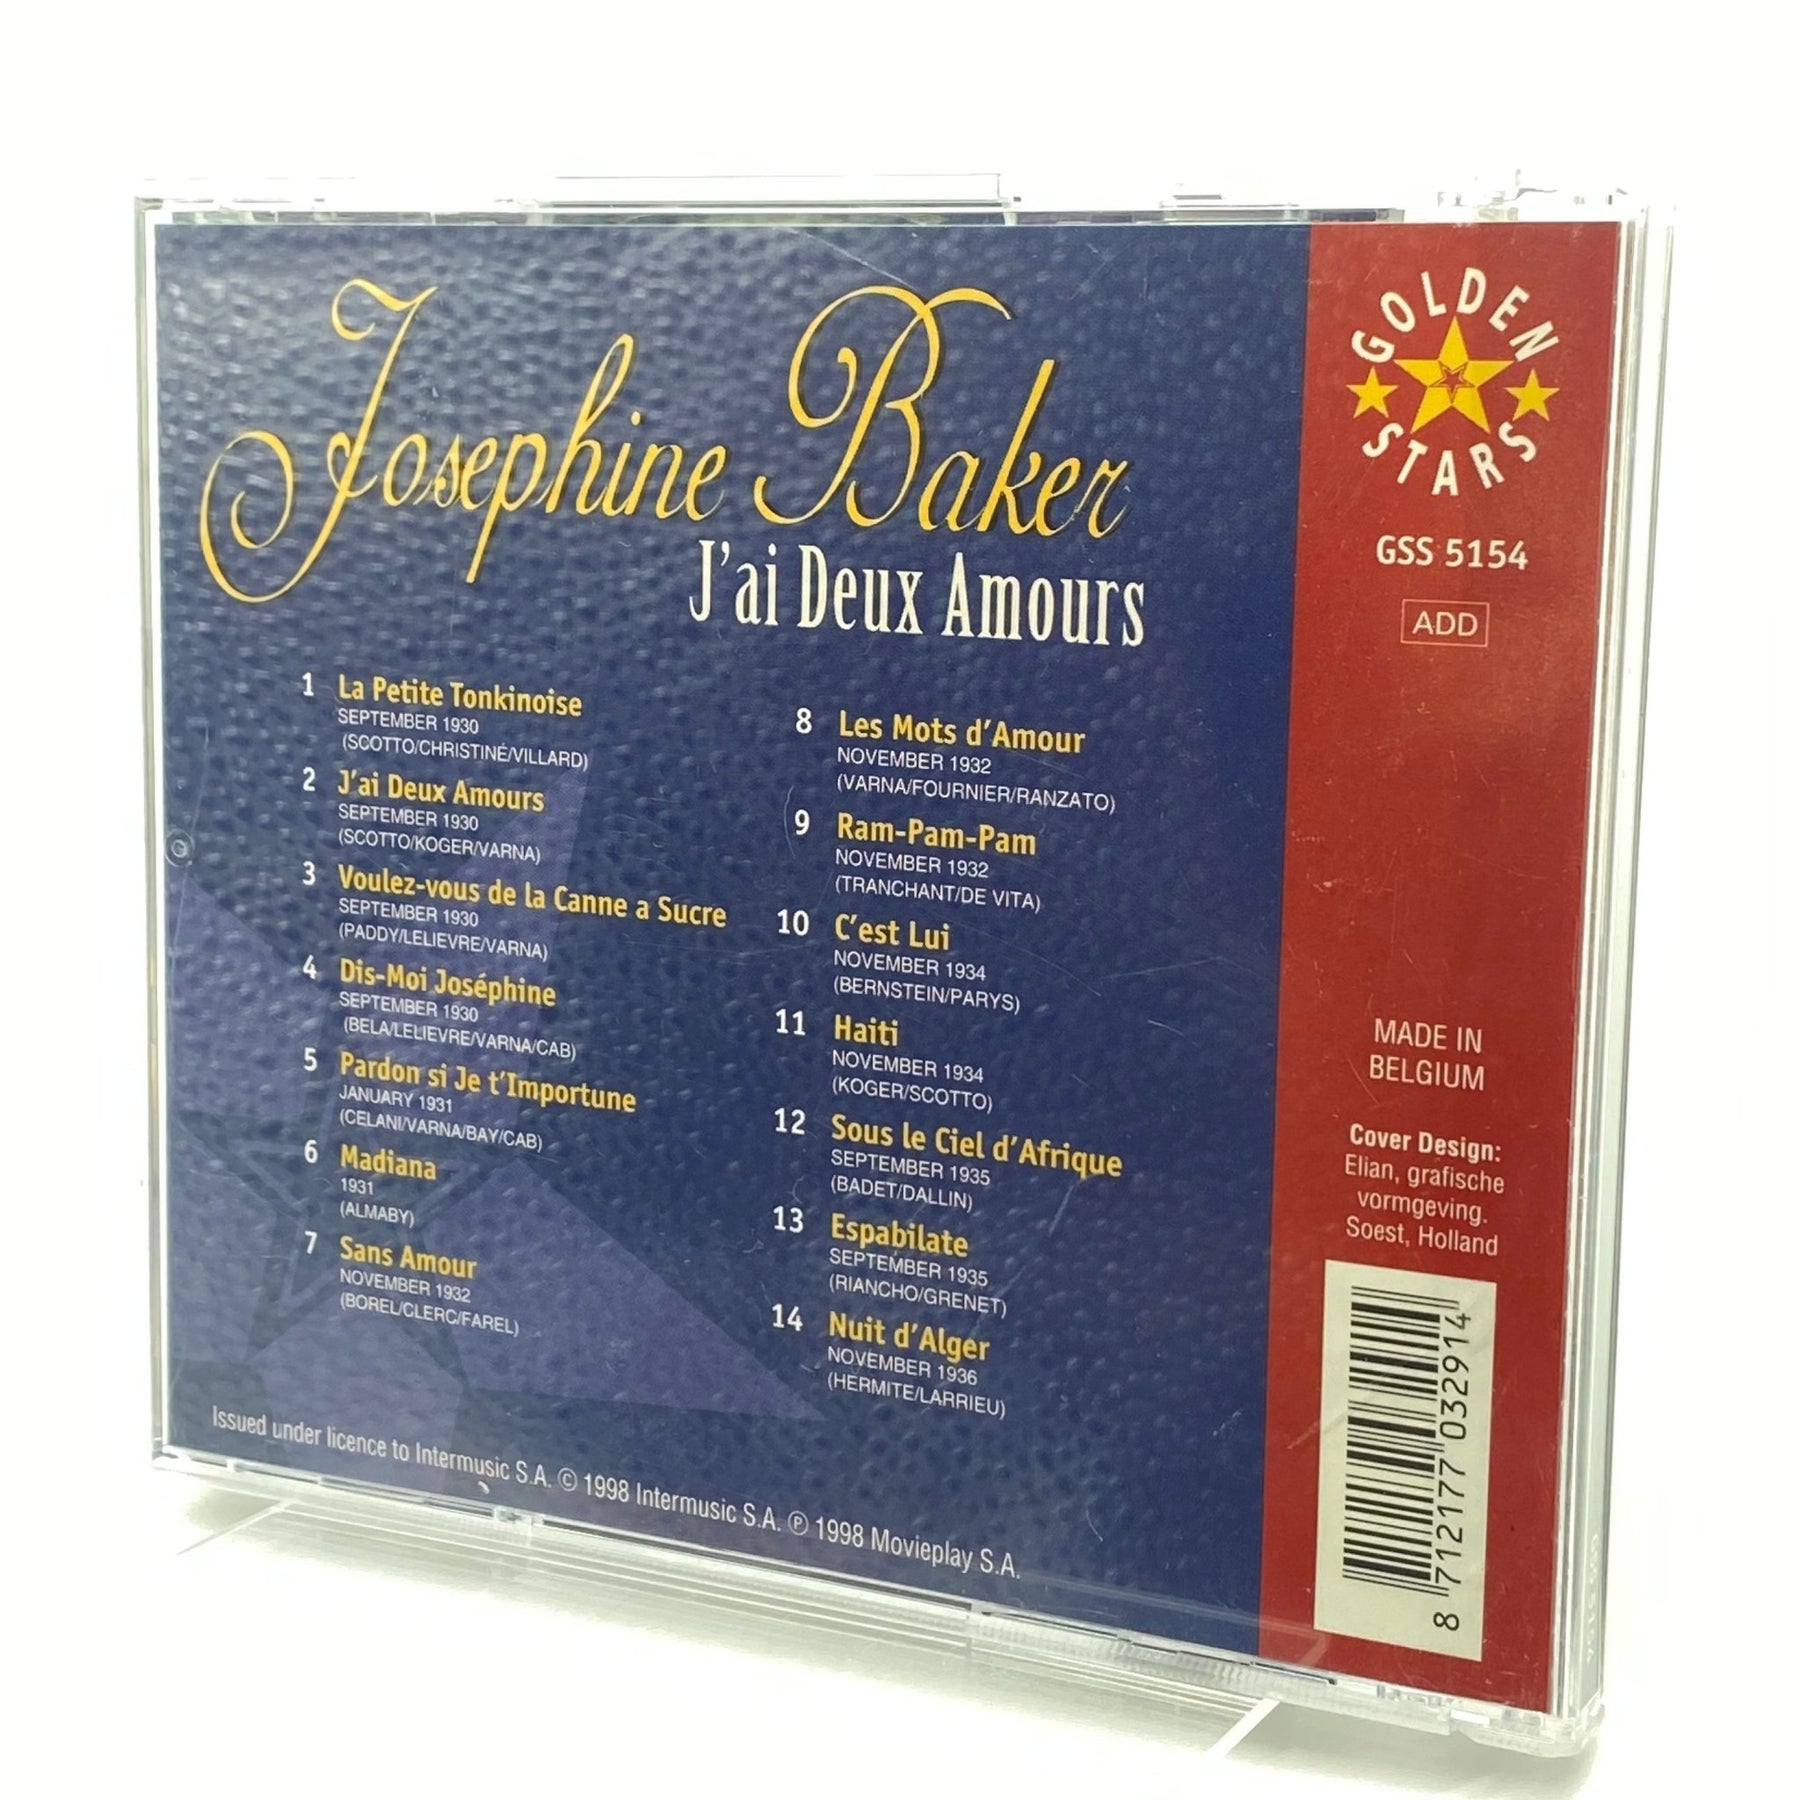 Josephine Baker
J'ai Deux Amours
1 La Petite Tonkinoise
SEPTEMBER 1930
(SCOTTO/CHRISTINÉ/VILLARD)
2 J'ai Deux Amours
SEPTEMBER 1930
(SCOTTO/KOGER/VARNA)
3 Voulez-vous de la Canne a Sucre
SEPTEMBER 1930
(PADDY/LELIEVRE/VARNA)
4 Dis-Moi Joséphine
SEPTEMBER 1930
(BELA/LELIEVRE/VARNA/CAB)
5 Pardon si Je t'Importune
JANUARY 1931
(CELANI/VARNA/BAY/CAB)
6 Madiana
1931
(ALMABY)
7 Sans Amour
NOVEMBER 1932
(BOREL/CLERC/FAREL)
8 Les Mots d'Amour
NOVEMBER 1932
(VARNA/FOURNIER/RANZATO)
9 Ram-Pam-Pam
NOVEMBER 1932
(TRANCHANT/DE VITA)
10 C'est Lui
NOVEMBER 1934
(BERNSTEIN/PARYS)
11 Haiti
NOVEMBER 1934
(KOGER/SCOTTO)
12 Sous le Ciel d'Afrique
SEPTEMBER 1935
(BADET/DALLIN)
13 Espabilate
SEPTEMBER 1935
(RIANCHO/GRENET)
14 Nuit d'Alger
NOVEMBER 1936
(HERMITE/LARRIEU)
Issued under licence to Intermusic S.A. © 1998 Intermusic S.A. ℗ 1998 Movieplay S.A.
GOLDEN
STARS
GSS 5154
ADD
MADE IN
BELGIUM
Cover Design:
Elian, grafische
vormgeving.
Soest, Holland
8 712177 032914